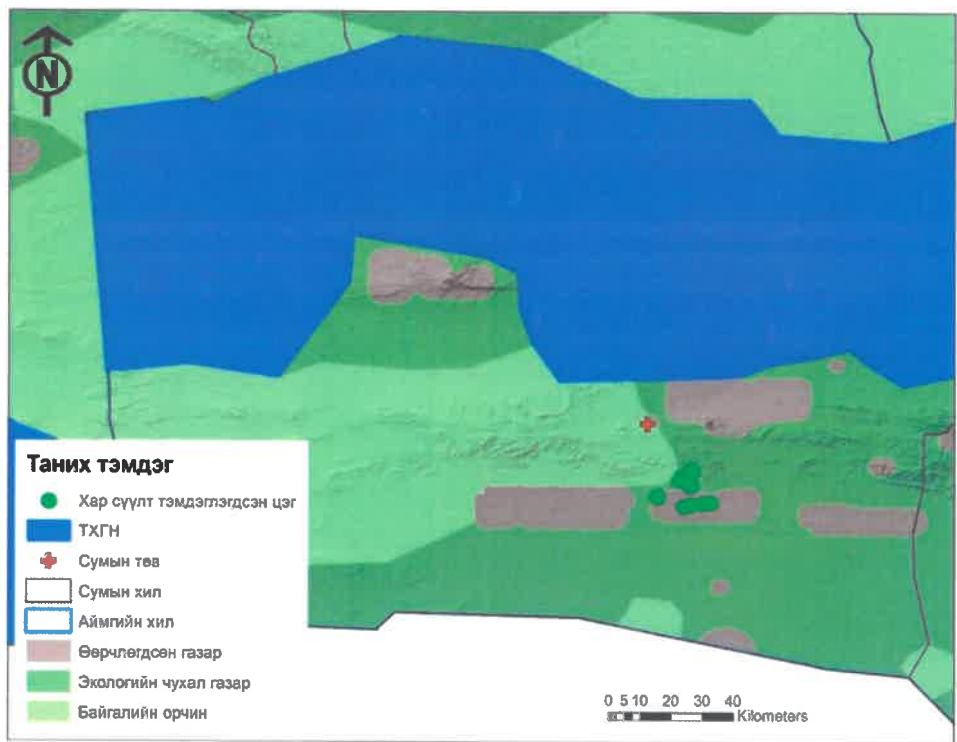 N
Таних тэмдэг
Хар сүүлт тэмдэглэгдсэн цэг
ТХГН
Сумын төв
Сумын хил
Аймгийн хил
Өөрчлөгдсөн газар
Экологийн чухал газар
Байгалийн орчин
0 5 10 20 30 40
Kilometers